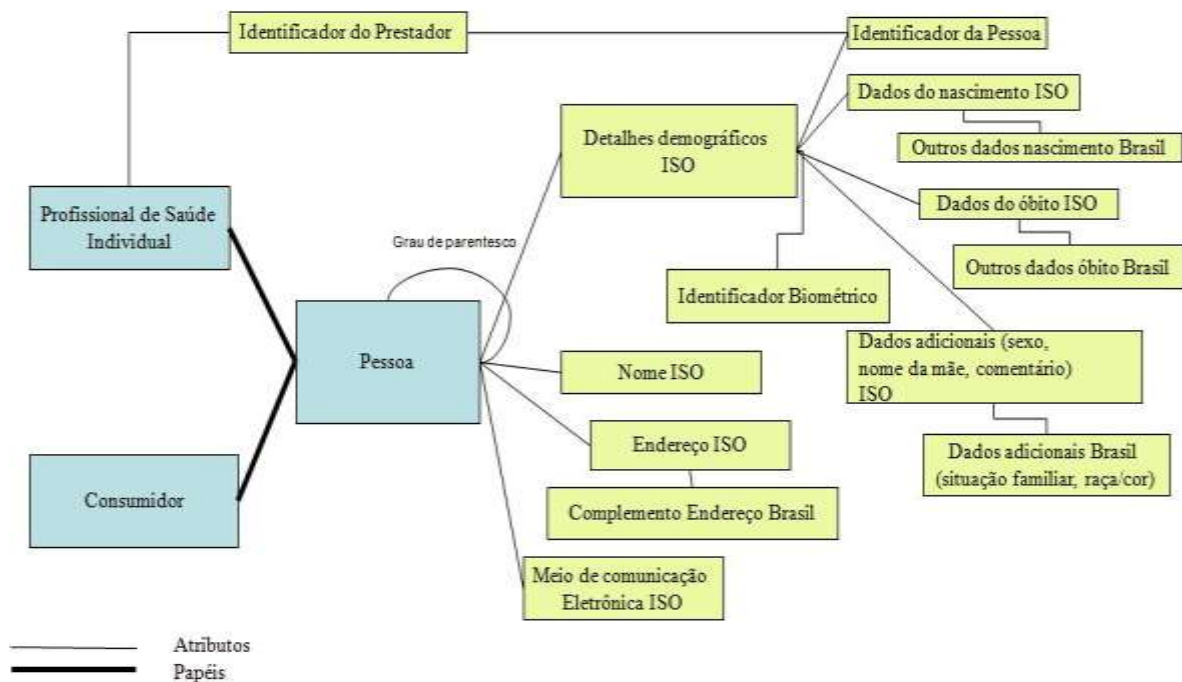 Identificador do Prestador
Identificador da Pessoa
Dados do nascimento ISO
Detalhes demográficos
ISO
Outros dados nascimento Brasil
Profissional de Saúde
Individual
Dados do óbito ISO
Grau de parentesco
Outros dados óbito Brasil
Identificador Biométrico
Pessoa
Dados adicionais (sexo,
nome da mãe, comentário)
ISO
Nome ISO
Endereço ISO
Dados adicionais Brasil
(situação familiar, raça/cor)
Consumidor
Complemento Endereço Brasil
Meio de comunicação
Eletrônica ISO
Atributos
Papéis